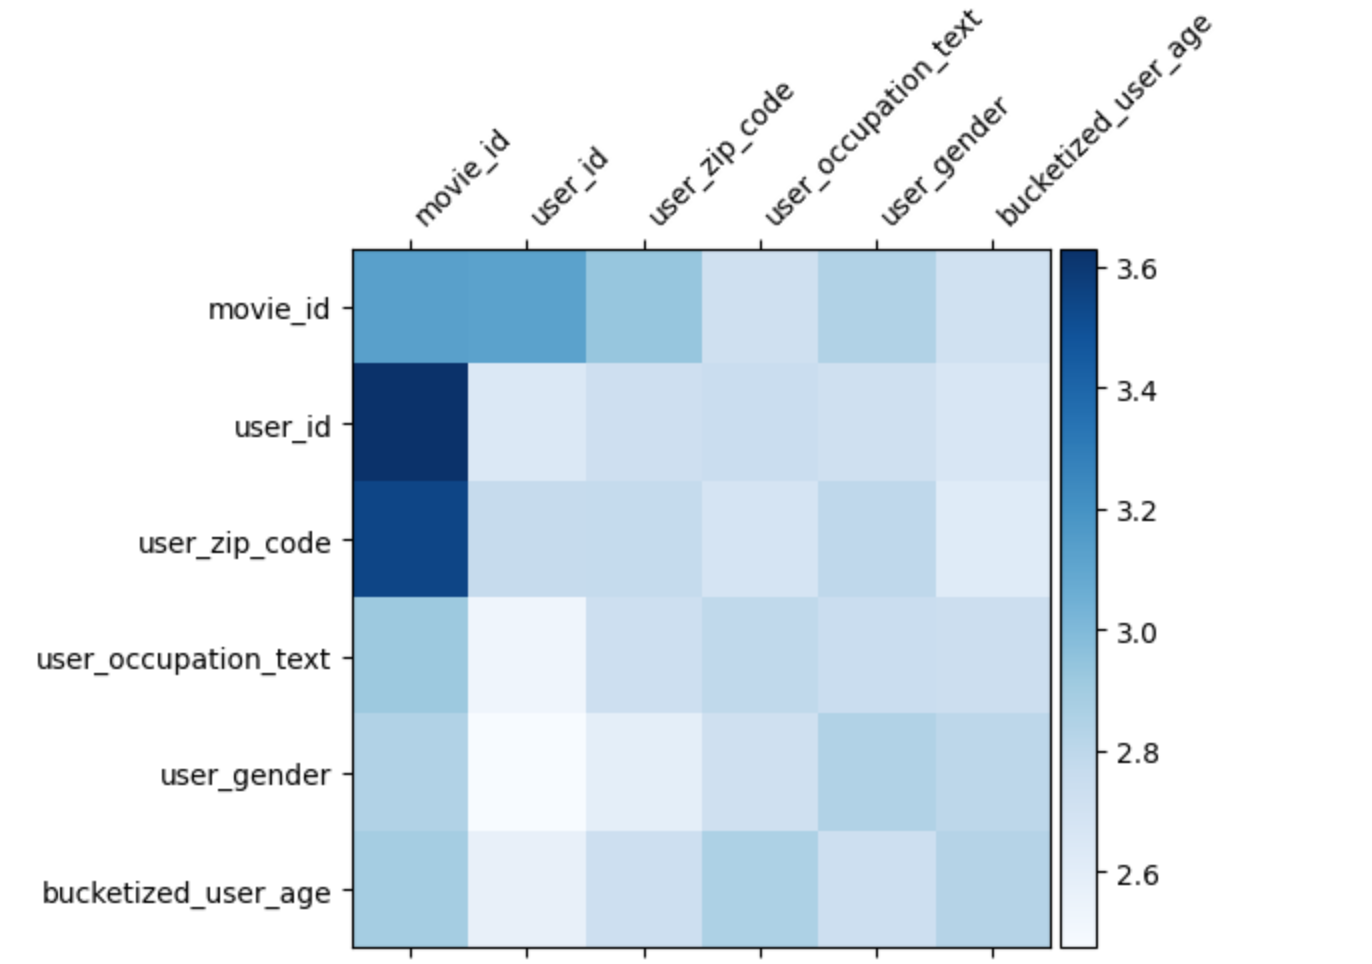 movie_id
user_id
user_zip_code
user_occupation_text
user_gender
bucketized_user_age
movie_id
user_id
user_zip_code
user_occupation_text
user_gender
bucketized_user_age
3.6
3.4
3.2
3.0
2.8
2.6